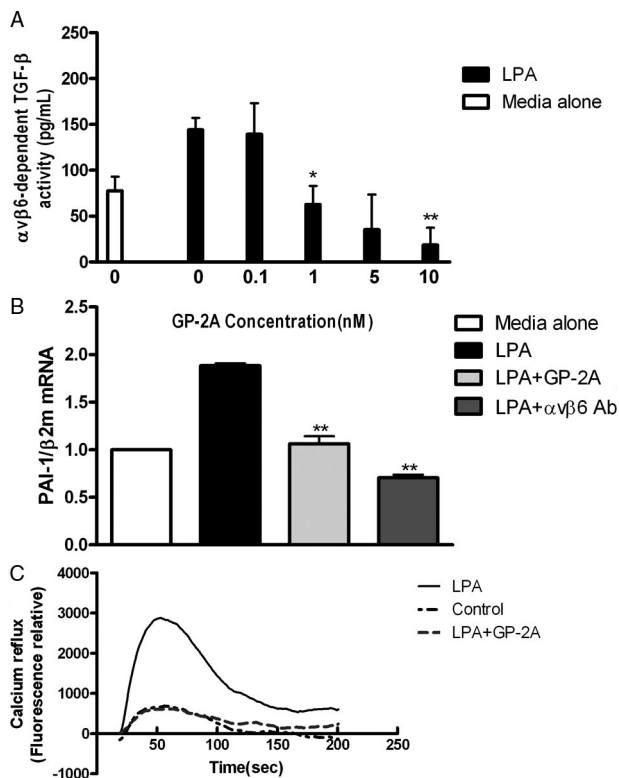 A
αvβ6-dependent TGF-β
activity (pg/mL)
250
200
150
100
50
0
0
0
0.1
1
5
10
*
**
LPA
Media alone
GP-2A Concentration(nM)
B
PAI-1/β2m mRNA
2.5
2.0
1.5
1.0
0.5
0.0
**
**
Media alone
LPA
LPA+GP-2A
LPA+αvβ6 Ab
C
Calcium reflux
(Fluorescence relative)
4000
3000
2000
1000
0
-1000
50
100
150
200
250
Time(sec)
LPA
Control
LPA+GP-2A